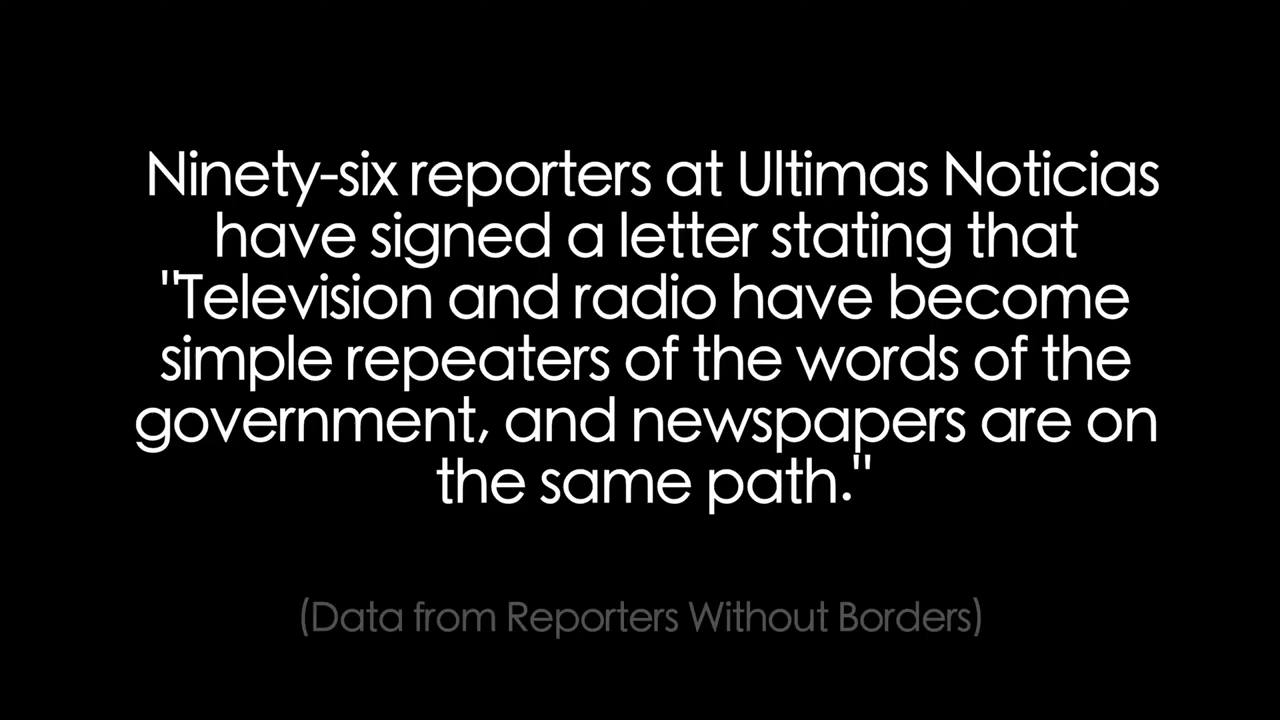 Ninety-six reporters at Ultimas Noticias
have signed a letter stating that
"Television and radio have become
simple repeaters of the words of the
government, and newspapers are on
the same path."
(Data from Reporters Without Borders)